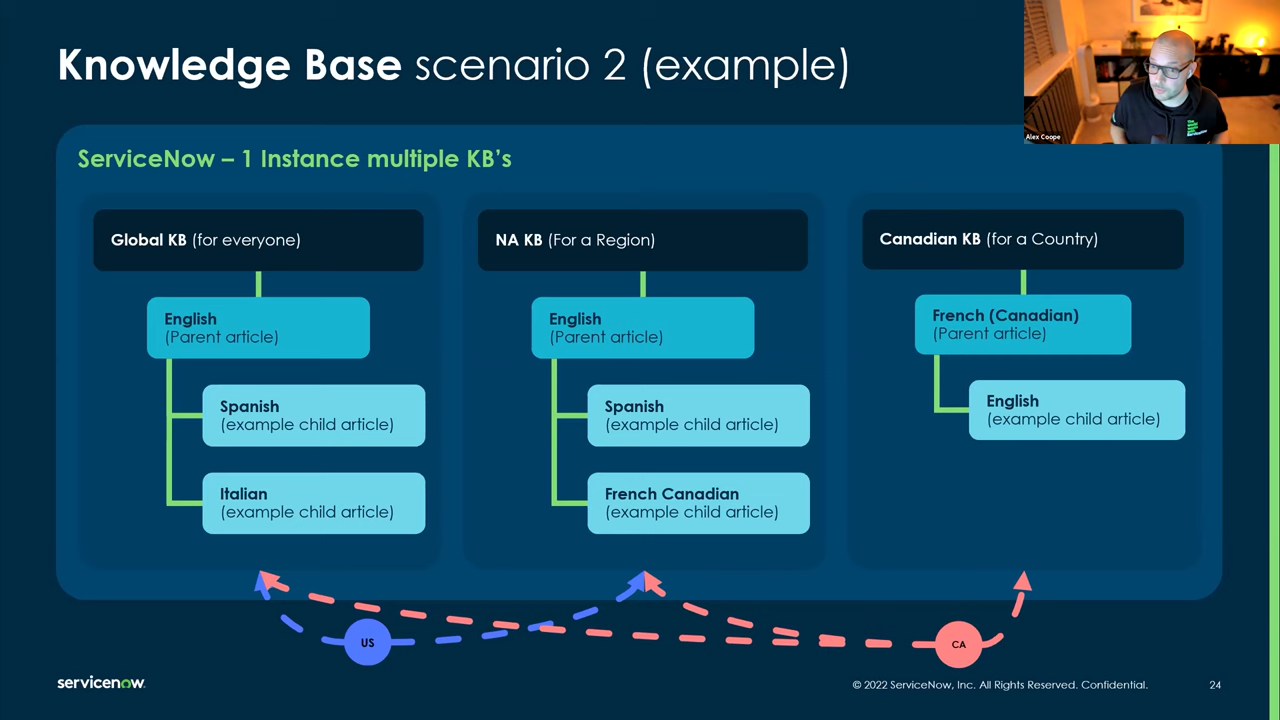 Knowledge Base scenario 2 (example)
Alex Coope
ServiceNow – 1 Instance multiple KB's
Global KB (for everyone)
English
(Parent article)
Spanish
(example child article)
Italian
(example child article)
NA KB (For a Region)
English
(Parent article)
Spanish
(example child article)
French Canadian
(example child article)
Canadian KB (for a Country)
French (Canadian)
(Parent article)
English
(example child article)
US
CA
servicenow.
© 2022 ServiceNow, Inc. All Rights Reserved. Confidential.
24